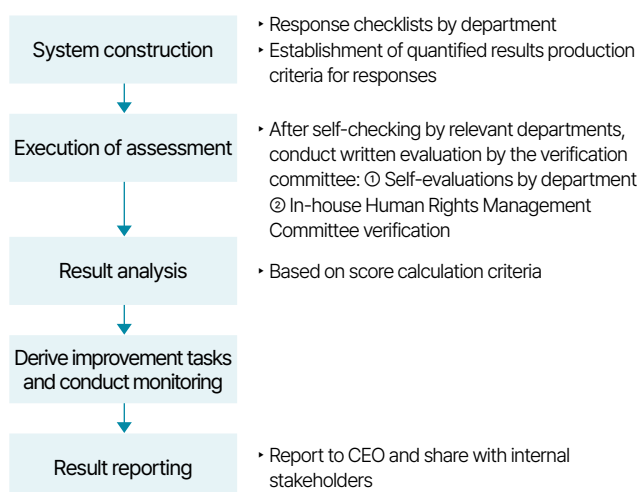 System construction
‣ Response checklists by department
‣ Establishment of quantified results production
criteria for responses
Execution of assessment
‣ After self-checking by relevant departments,
conduct written evaluation by the verification
committee: ① Self-evaluations by department
② In-house Human Rights Management
Committee verification
Result analysis
‣ Based on score calculation criteria
Derive improvement tasks
and conduct monitoring
Result reporting
‣ Report to CEO and share with internal
stakeholders